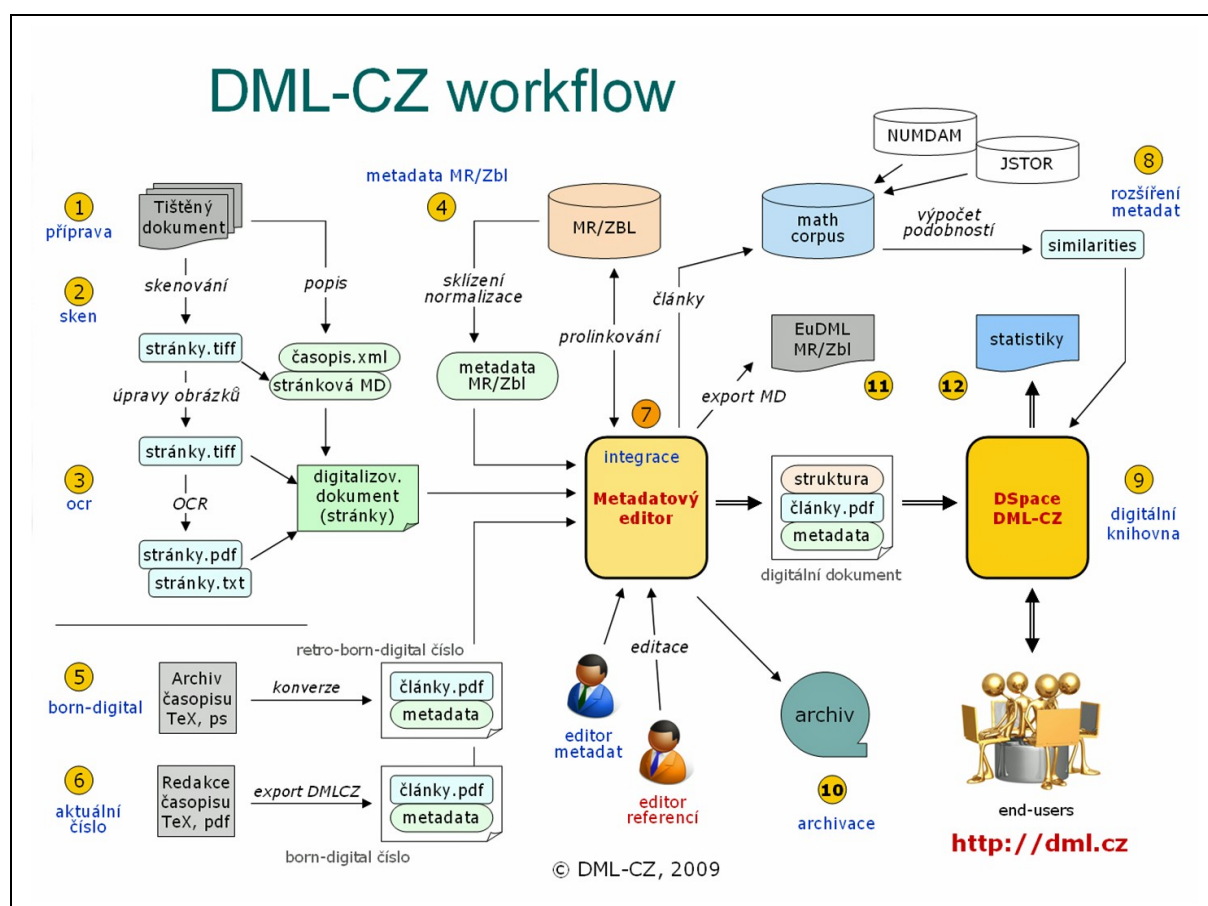 DML-CZ workflow
NUMDAM
JSTOR
8
rozšíření
metadat
metadata MR/Zbl
4
1
příprava
Tištěný
dokument
MR/ZBL
math
corpus
výpočet
podobností
similarities
2
sken
skenování
popis
sklízení
normalizace
prolinkování
články
stránky.tiff
časopis.xml
stránková MD
metadata
MR/Zbl
EuDML
MR/Zbl
11
12
statistiky
úpravy obrázků
export MD
7
3
ocr
stránky.tiff
OCR
stránky.pdf
stránky.txt
digitalizov.
dokument
(stránky)
integrace
Metadatový
editor
struktura
články.pdf
metadata
digitální dokument
DSpace
DML-CZ
9
digitální
knihovna
retro-born-digital číslo
5
born-digital
Archiv
časopisu
TeX, ps
konverze
články.pdf
metadata
editace
editor
metadat
editor
referencí
archiv
10
archivace
6
aktuální
číslo
Redakce
časopisu
TeX, pdf
export DMLCZ
články.pdf
metadata
born-digital číslo
end-users
http://dml.cz
© DML-CZ, 2009